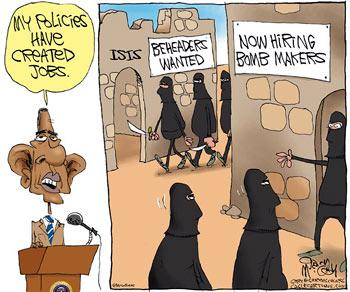 MY POLICIES
HAVE
CREATED
JOBS.
ISIS
BEHEADERS
WANTED
NOW HIRING
BOMB MAKERS